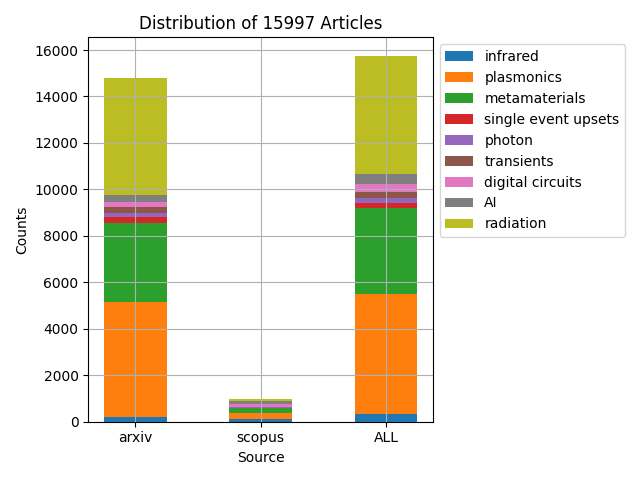 Distribution of 15997 Articles
16000
14000
12000
10000
8000
6000
4000
2000
0
Counts
arxiv
scopus
ALL
Source
infrared
plasmonics
metamaterials
single event upsets
photon
transients
digital circuits
AI
radiation